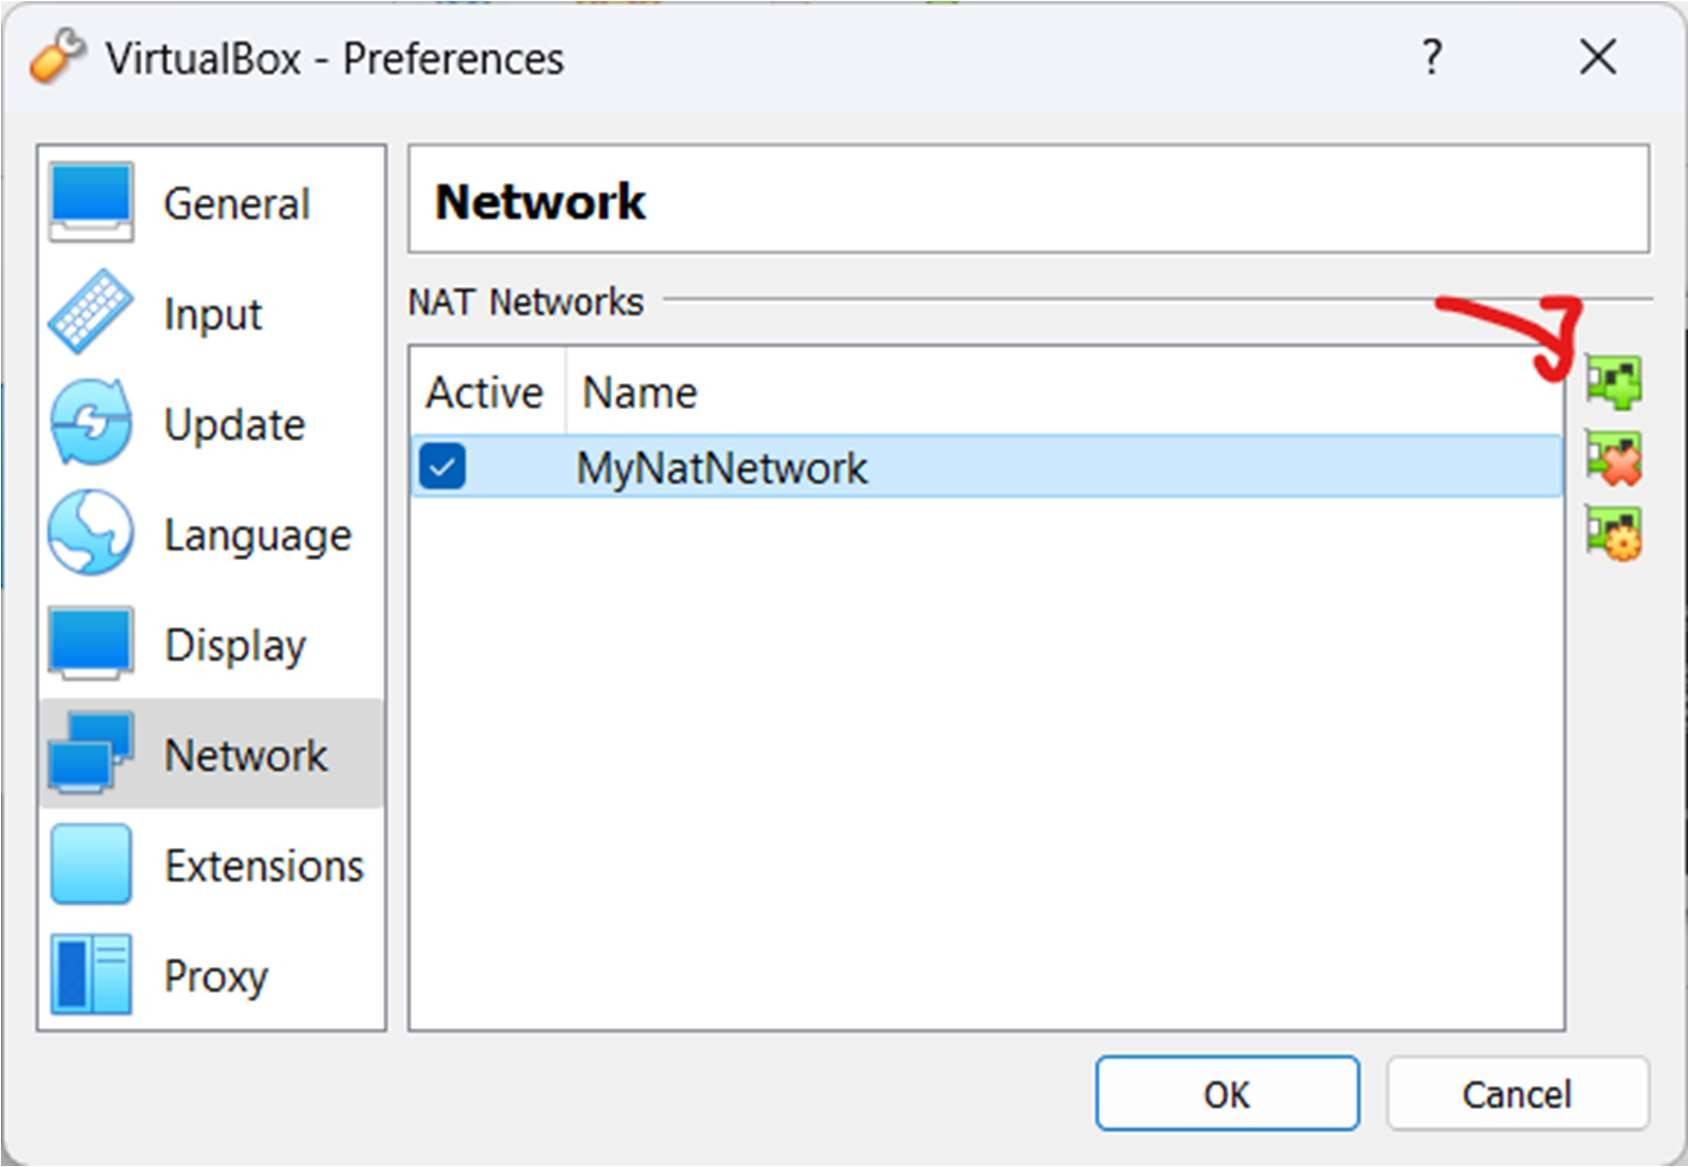 VirtualBox - Preferences ?
General
Input
Update
Language
Display
Network
Extensions
Proxy
Network
NAT Networks
Active Name
MyNatNetwork
OK Cancel